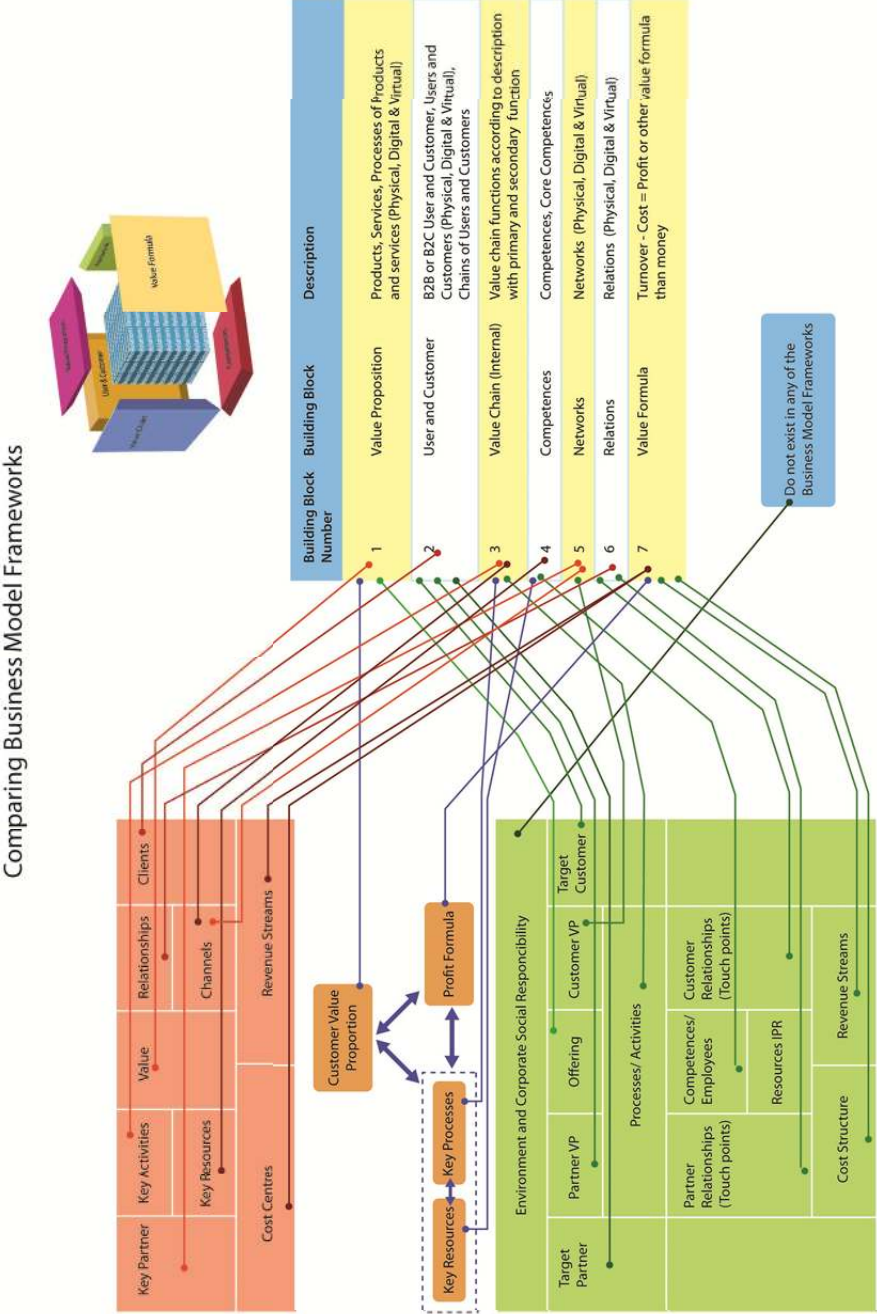 Comparing Business Model Frameworks
Value Formula
User & Customer
Value Chain
Key Partner
Key Activities
Value
Relationships
Clients
Key Resources
Channels
Cost Centres
Revenue Streams
Customer Value
Proportion
Key Resources
Key Processes
Profit Formula
Environment and Corporate Social Responcibility
Target
Partner
Partner VP
Offering
Customer VP
Target
Customer
Processes/ Activities
Partner
Relationships
(Touch points)
Competences/
Employees
Customer
Relationships
(Touch points)
Resources IPR
Cost Structure
Revenue Streams
Building Block
Number
Building Block
Description
1
Value Proposition
Products, Services, Processes of Products
and services (Physical, Digital & Virtual)
2
User and Customer
B2B or B2C User and Customer, Users and
Customers (Physical, Digital & Virtual),
Chains of Users and Customers
3
Value Chain (Internal)
Value chain functions according to description
with primary and secondary function
4
Competences
Competences, Core Competences
5
Networks
Networks (Physical, Digital & Virtual)
6
Relations
Relations (Physical, Digital & Virtual)
7
Value Formula
Turnover - Cost = Profit or other value formula
than money
Do not exist in any of the
Business Model Frameworks